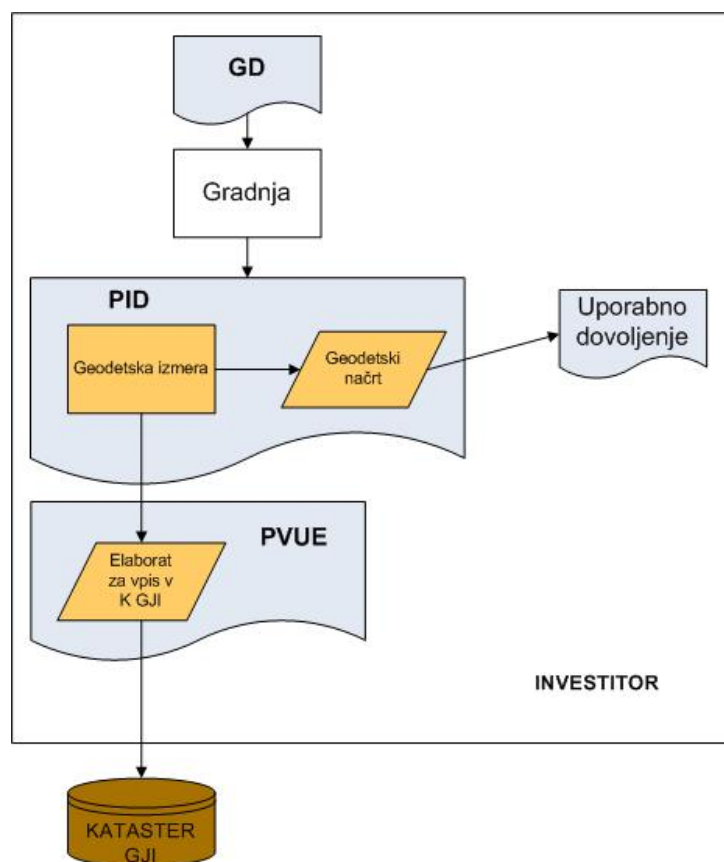 GD
Gradnja
PID
Geodetska izmera
Geodetski
načrt
Uporabno
dovoljenje
PVUE
Elaborat
za vpis v
K GJI
INVESTITOR
KATASTER
GJI